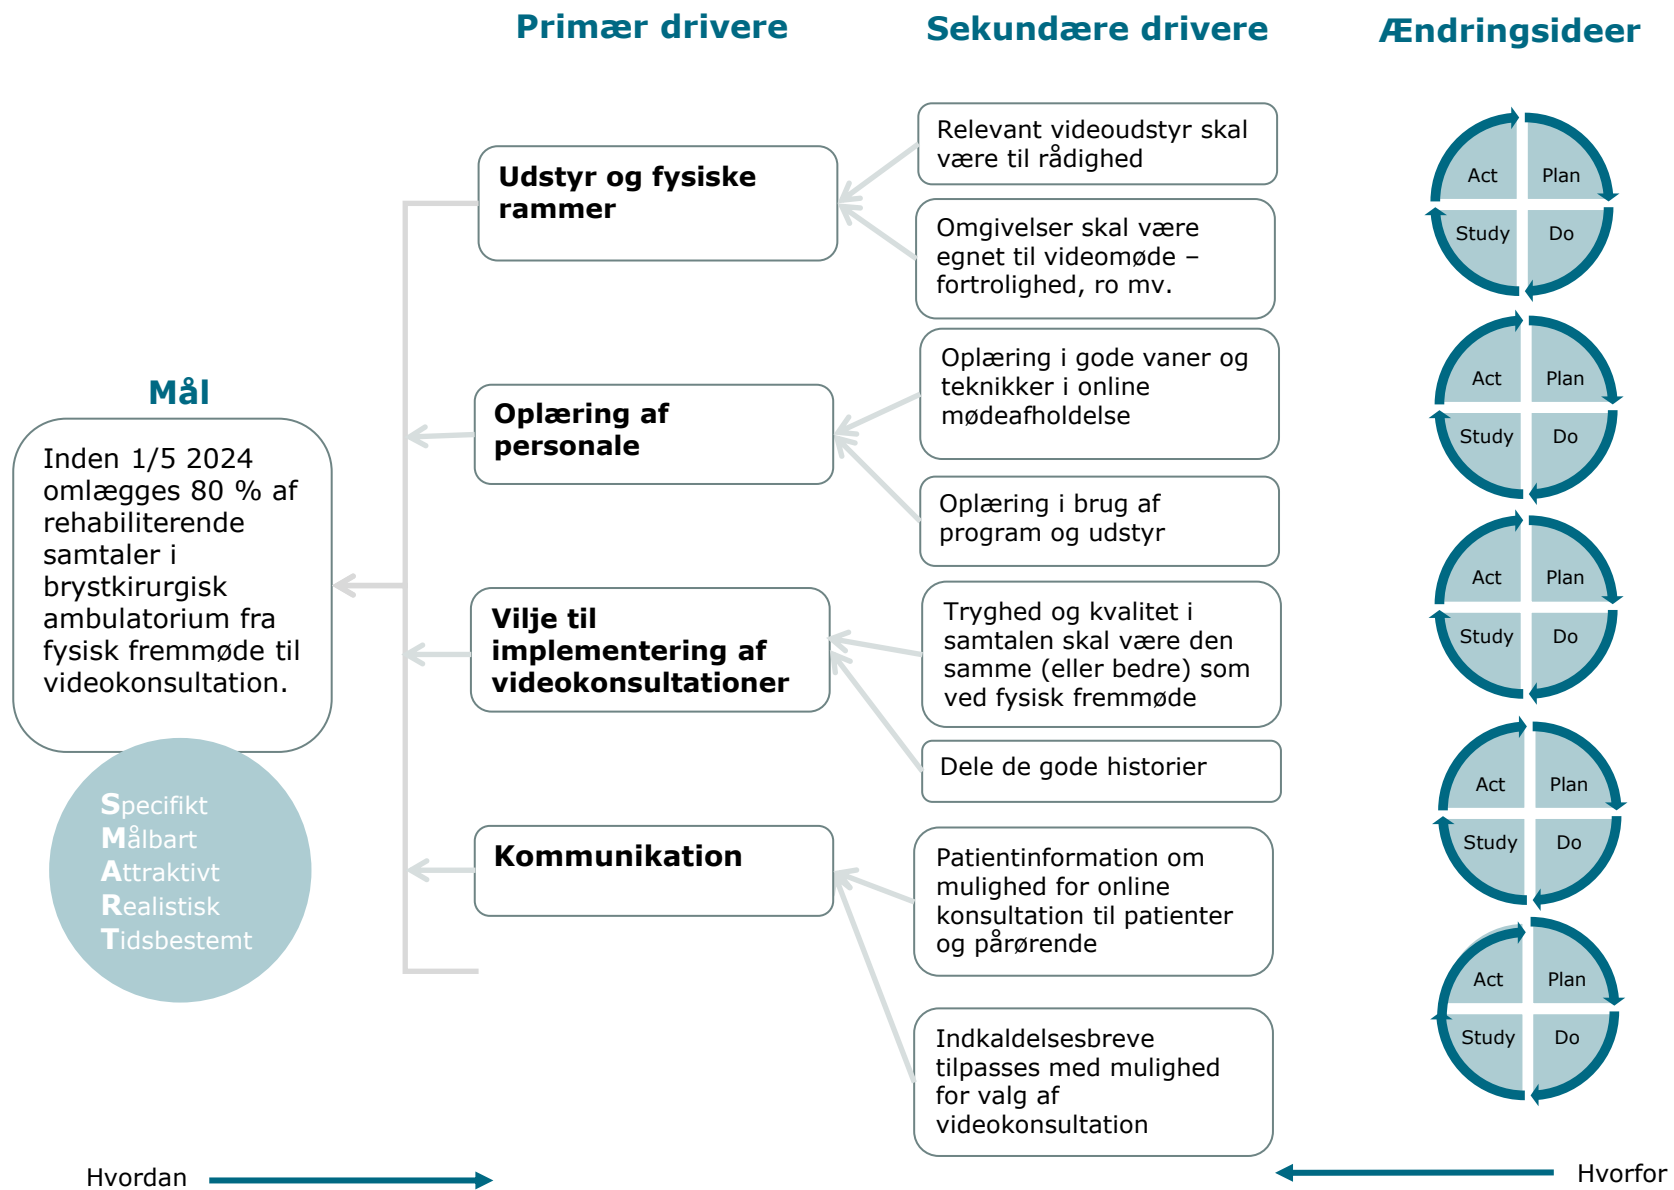 Primær drivere
Sekundære drivere
Ændringsideer
Mål
Inden 1/5 2024
omlægges 80 % af
rehabiliterende
samtaler i
brystkirurgisk
ambulatorium fra
fysisk fremmøde til
videokonsultation.
Specifikt
Målbart
Attraktivt
Realistisk
Tidsbestemt
Udstyr og fysiske
rammer
Oplæring af
personale
Vilje til
implementering af
videokonsultationer
Kommunikation
Relevant videoudstyr skal
være til rådighed
Omgivelser skal være
egnet til videomøde –
fortrolighed, ro mv.
Oplæring i gode vaner og
teknikker i online
mødeafholdelse
Oplæring i brug af
program og udstyr
Tryghed og kvalitet i
samtalen skal være den
samme (eller bedre) som
ved fysisk fremmøde
Dele de gode historier
Patientinformation om
mulighed for online
konsultation til patienter
og pårørende
Indkaldelsesbreve
tilpasses med mulighed
for valg af
videokonsultation
Act Plan
Study Do
Act Plan
Study Do
Act Plan
Study Do
Act Plan
Study Do
Act Plan
Study Do
Hvordan
Hvorfor